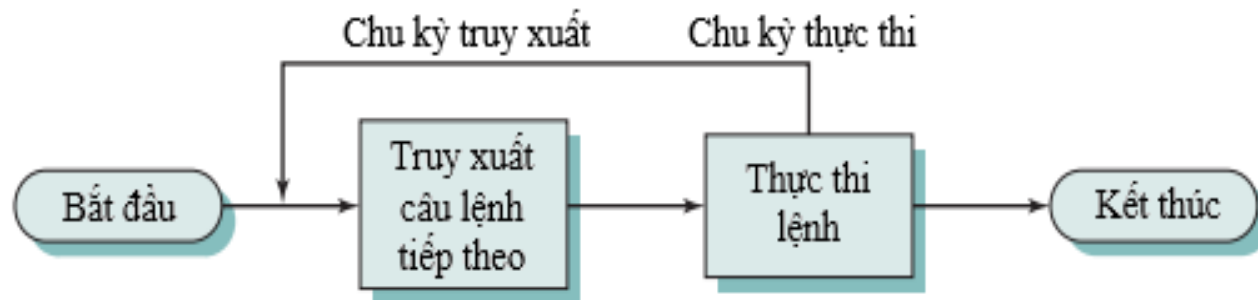 Chu kỳ truy xuất
Chu kỳ thực thi
Bắt đầu
Truy xuất
câu lệnh
tiếp theo
Thực thi
lệnh
Kết thúc